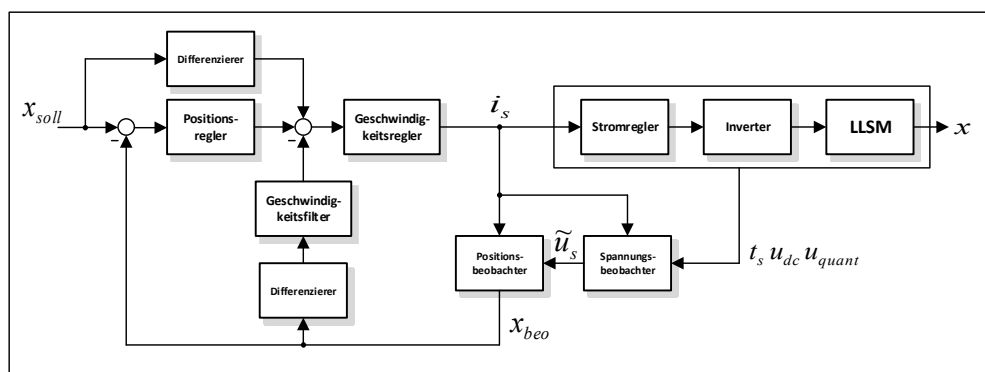 Differenzierer
x_soll
Positions-
regler
Geschwindig-
keitsregler
i_s
Stromregler
Inverter
LLSM
x
Geschwindig-
keitsfilter
Differenzierer
Positions-
beobachter
ũ_s
Spannungs-
beobachter
t_s u_dc u_quant
x_beo